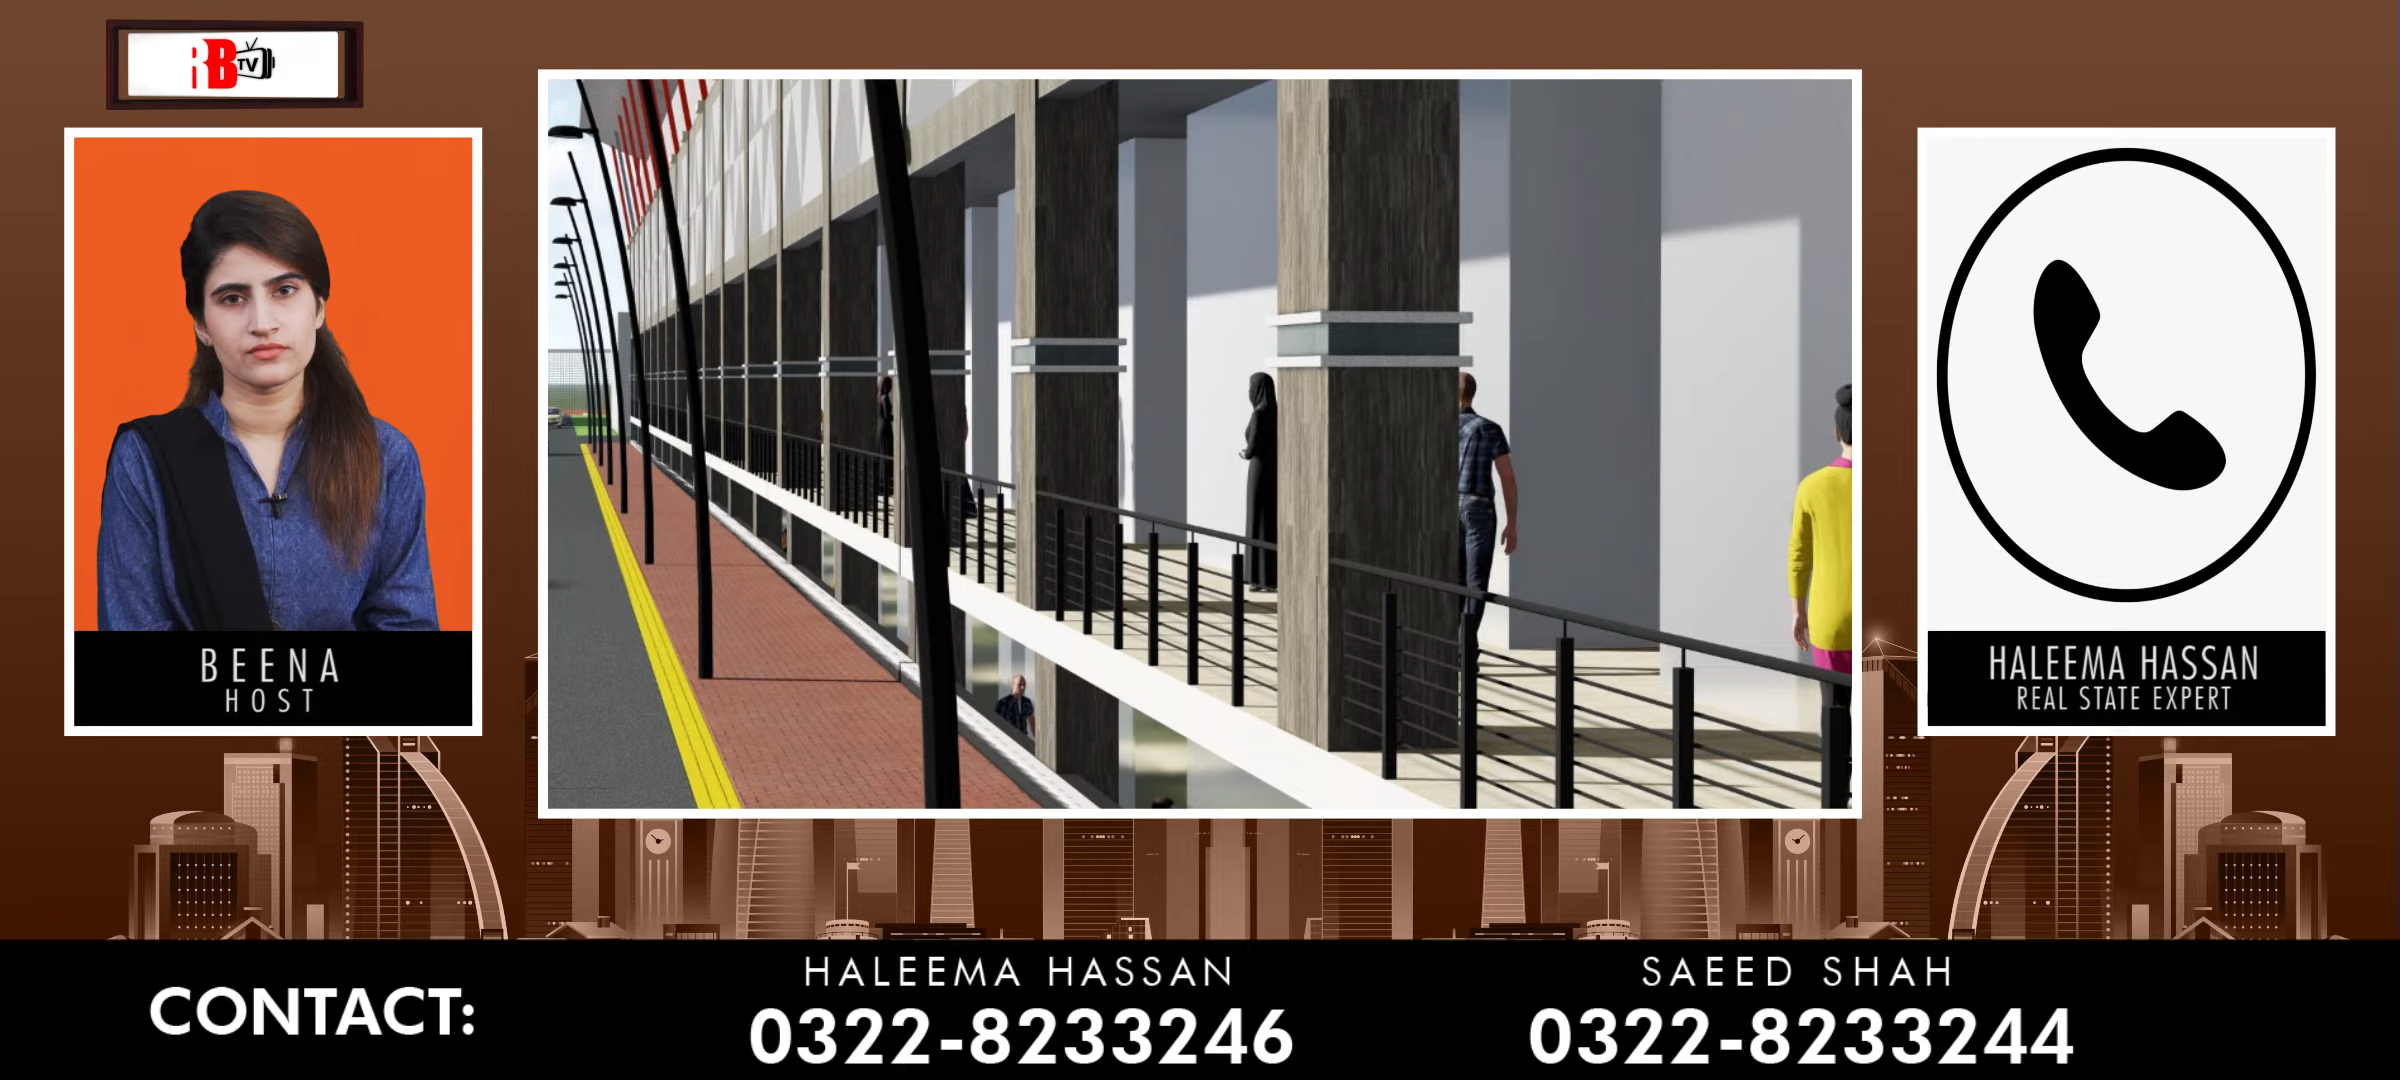 RB TV
BEENA
HOST
HALEEMA HASSAN
REAL STATE EXPERT
CONTACT:
HALEEMA HASSAN
0322-8233246
SAEED SHAH
0322-8233244